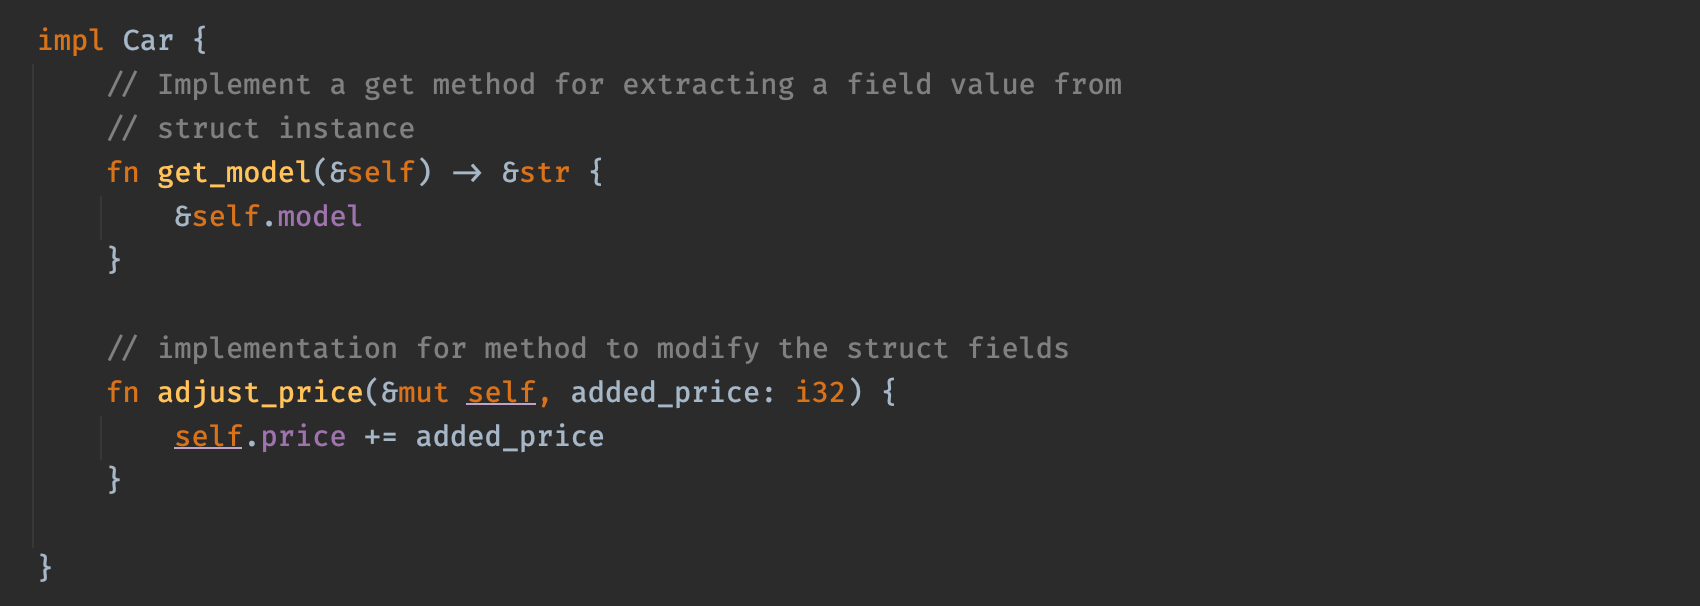 impl Car {
// Implement a get method for extracting a field value from
// struct instance
fn get_model(&self) -> &str {
&self.model
}
// implementation for method to modify the struct fields
fn adjust_price(&mut self, added_price: i32) {
self.price += added_price
}
}